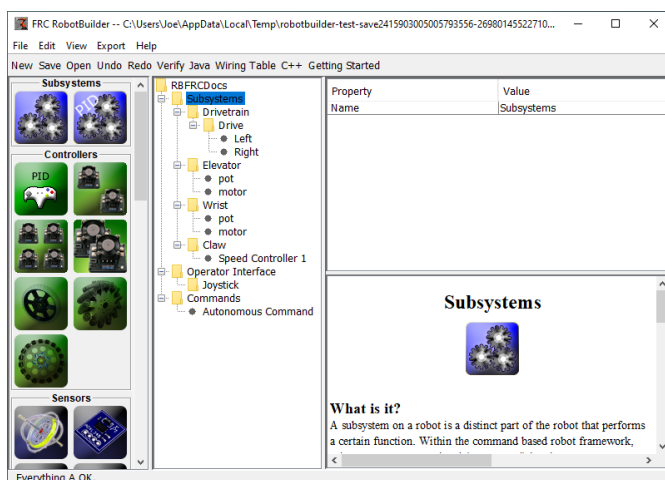 FRC RobotBuilder -- C:\Users\Joe\AppData\Local\Temp\robotbuilder-test-save2415903005005793556-26980145522710...
File Edit View Export Help
New Save Open Undo Redo Verify Java Wiring Table C++ Getting Started
Subsystems
PID
Controllers
PID
Sensors
RBFRCDocs
Subsystems
Drivetrain
Drive
Left
Right
Elevator
pot
motor
Wrist
pot
motor
Claw
Speed Controller 1
Operator Interface
Joystick
Commands
Autonomous Command
Property Value
Name Subsystems
Subsystems
What is it?
A subsystem on a robot is a distinct part of the robot that performs
a certain function. Within the command based robot framework,
Everything A OK.